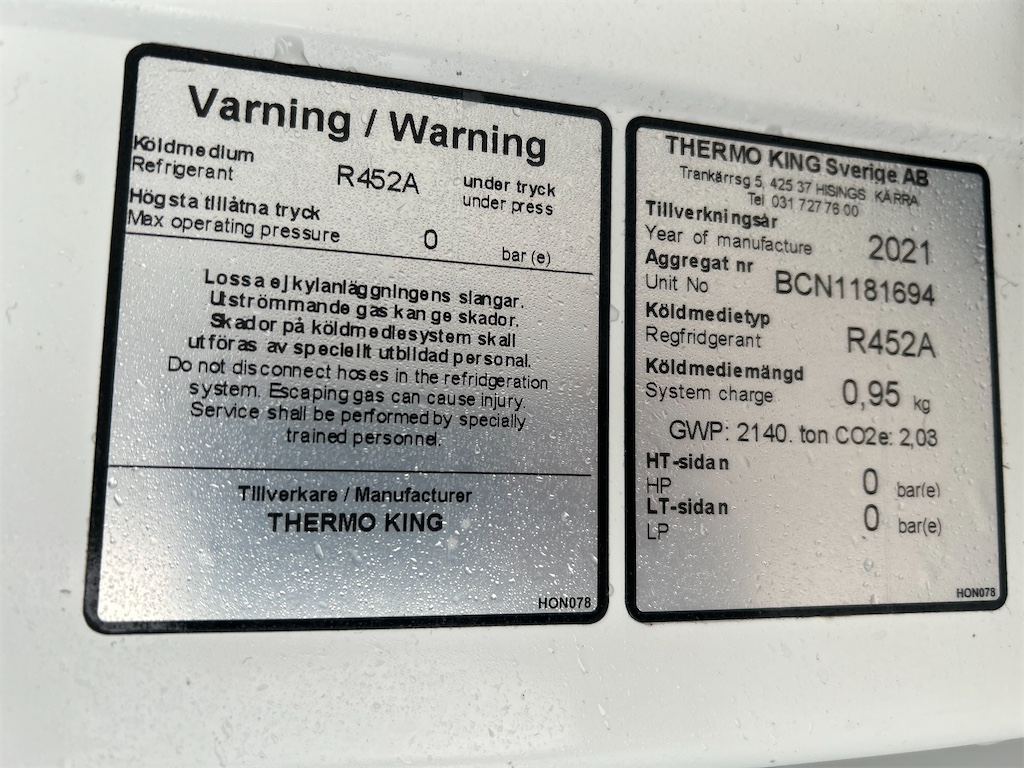 Varning / Warning
Köldmedium
Refrigerant
R452A
under tryck
under press
Högsta tillåtna tryck
Max operating pressure
0
bar (e)
Lossa ej kylanläggningens slangar.
Utströmmande gas kan ge skador.
Skador på köldmediesystem skall
utföras av speciellt utbildad personal.
Do not disconnect hoses in the refridgeration
system. Escaping gas can cause injury.
Service shall be performed by specially
trained personnel.
Tillverkare / Manufacturer
THERMO KING
HON078
THERMO KING Sverige AB
Trankärrsg 5, 425 37 HISINGS KÄRRA
Tel 031 727 76 00
Tillverkningsår
Year of manufacture
2021
Aggregat nr
Unit No
BCN1181694
Köldmedietyp
Regfridgerant
R452A
Köldmediemängd
System charge
0,95 kg
GWP: 2140. ton CO2e: 2,03
HT-sidan
HP
0 bar(e)
LT-sidan
LP
0 bar(e)
HON078